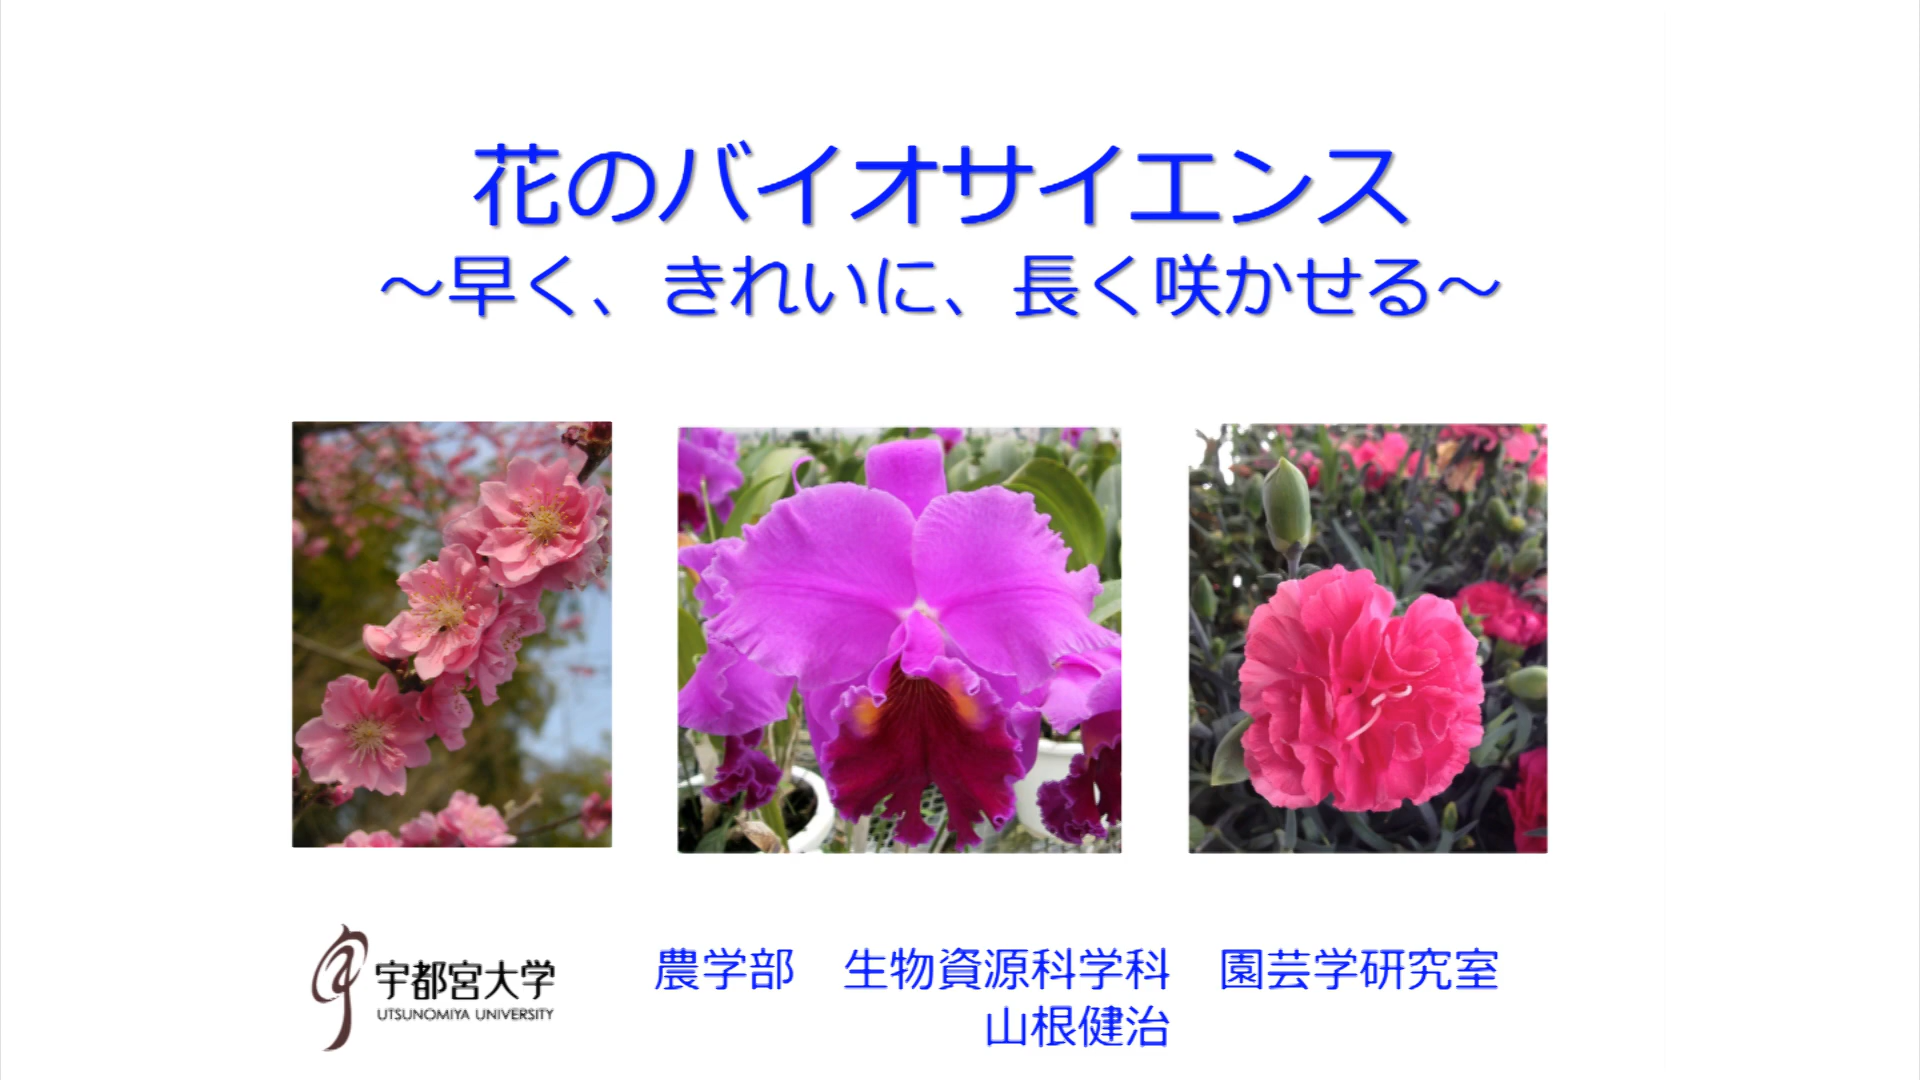 花のバイオサイエンス
～早く、きれいに、長く咲かせる～
宇都宮大学
UTSUNOMIYA UNIVERSITY
農学部　生物資源科学科　園芸学研究室
山根健治